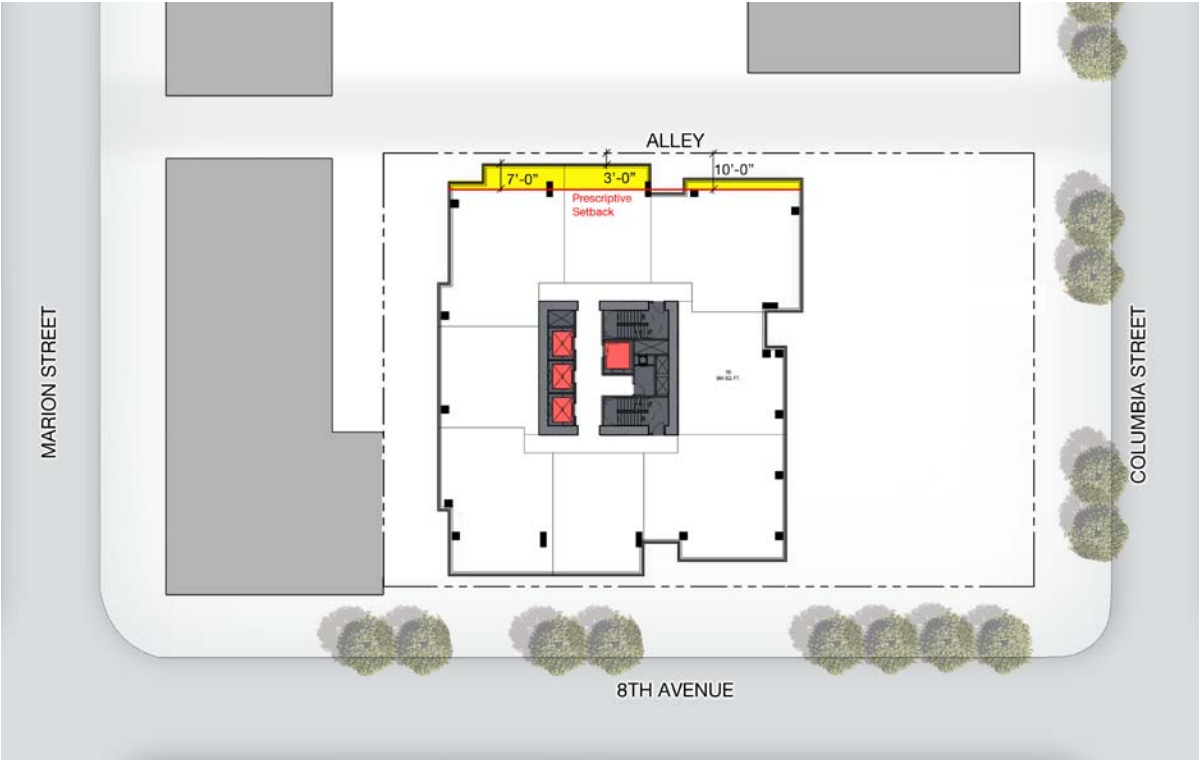 ALLEY
7'-0"
3'-0"
10'-0"
Prescriptive
Setback
MARION STREET
COLUMBIA STREET
8TH AVENUE